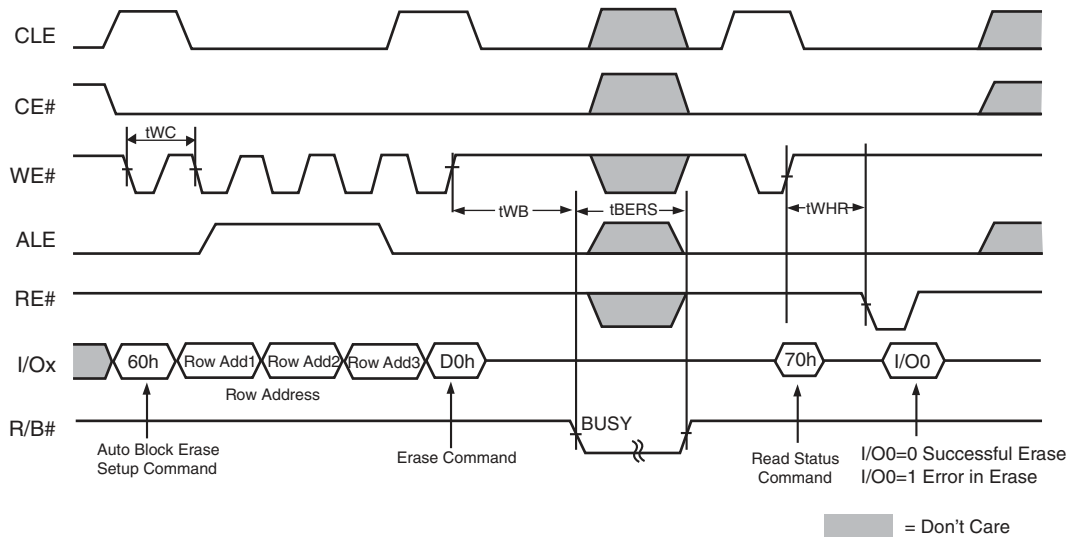 CLE
CE#
tWC
WE#
tWB
tBERS
tWHR
ALE
RE#
I/Ox
60h
Row Add1
Row Add2
Row Add3
D0h
70h
I/O0
Row Address
R/B#
BUSY
Auto Block Erase
Setup Command
Erase Command
Read Status
Command
I/O0=0 Successful Erase
I/O0=1 Error in Erase
= Don't Care